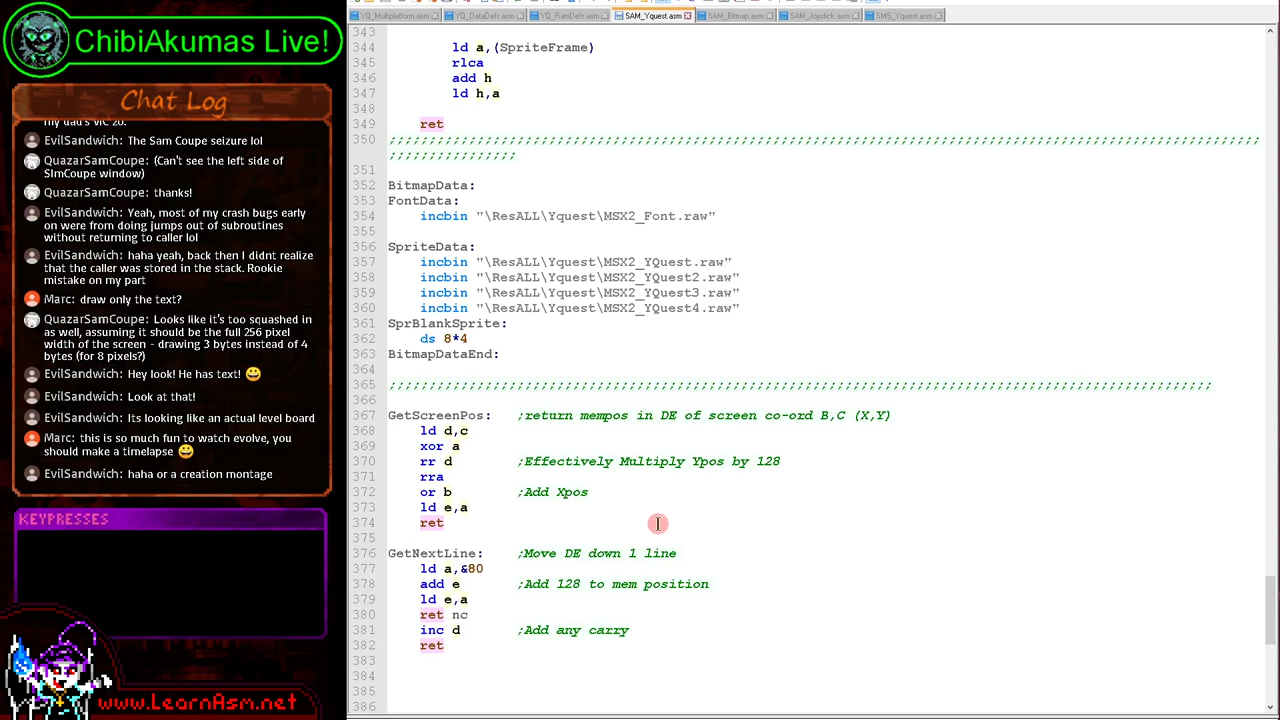 ChibiAkumas Live!
Chat Log
my dad's VIC 20.
EvilSandwich: The Sam Coupe seizure lol
QuazarSamCoupe: (Can't see the left side of
SImCoupe window)
QuazarSamCoupe: thanks!
EvilSandwich: Yeah, most of my crash bugs early
on were from doing jumps out of subroutines
without returning to caller lol
EvilSandwich: haha yeah, back then I didnt realize
that the caller was stored in the stack. Rookie
mistake on my part
Marc: draw only the text?
QuazarSamCoupe: Looks like it's too squashed in
as well, assuming it should be the full 256 pixel
width of the screen - drawing 3 bytes instead of 4
bytes (for 8 pixels?)
EvilSandwich: Hey look! He has text! 😀
EvilSandwich: Look at that!
EvilSandwich: Its looking like an actual level board
Marc: this is so much fun to watch evolve, you
should make a timelapse 😀
EvilSandwich: haha or a creation montage
KEYPRESSES
www.LearnAsm.net
YQ_Multiplatform.asm YQ_DataDefs.asm YQ_RamDefs.asm SAM_Yquest.asm SAM_Bitmap.asm SAM_Joystick.asm SMS_Yquest.asm
343
344 ld a,(SpriteFrame)
345 rlca
346 add h
347 ld h,a
348
349 ret
350 ;;;;;;;;;;;;;;;;;;;;;;;;;;;;;;;;;;;;;;;;;;;;;;;;;;;;;;;;;;;;;;;;;;;;;;;;;;;;;;;;;;;;;;;;;;;;;;;;;;;;;;;;;;;;;
;;;;;;;;;;;;;;;;
351
352 BitmapData:
353 FontData:
354 incbin "\ResALL\Yquest\MSX2_Font.raw"
355
356 SpriteData:
357 incbin "\ResALL\Yquest\MSX2_YQuest.raw"
358 incbin "\ResALL\Yquest\MSX2_YQuest2.raw"
359 incbin "\ResALL\Yquest\MSX2_YQuest3.raw"
360 incbin "\ResALL\Yquest\MSX2_YQuest4.raw"
361 SprBlankSprite:
362 ds 8*4
363 BitmapDataEnd:
364
365 ;;;;;;;;;;;;;;;;;;;;;;;;;;;;;;;;;;;;;;;;;;;;;;;;;;;;;;;;;;;;;;;;;;;;;;;;;;;;;;;;;;;;;;;;;;;;;;;;;;;;;;;
366
367 GetScreenPos: ;return mempos in DE of screen co-ord B,C (X,Y)
368 ld d,c
369 xor a
370 rr d ;Effectively Multiply Ypos by 128
371 rra
372 or b ;Add Xpos
373 ld e,a
374 ret
375
376 GetNextLine: ;Move DE down 1 line
377 ld a,&80
378 add e ;Add 128 to mem position
379 ld e,a
380 ret nc
381 inc d ;Add any carry
382 ret
383
384
385
386